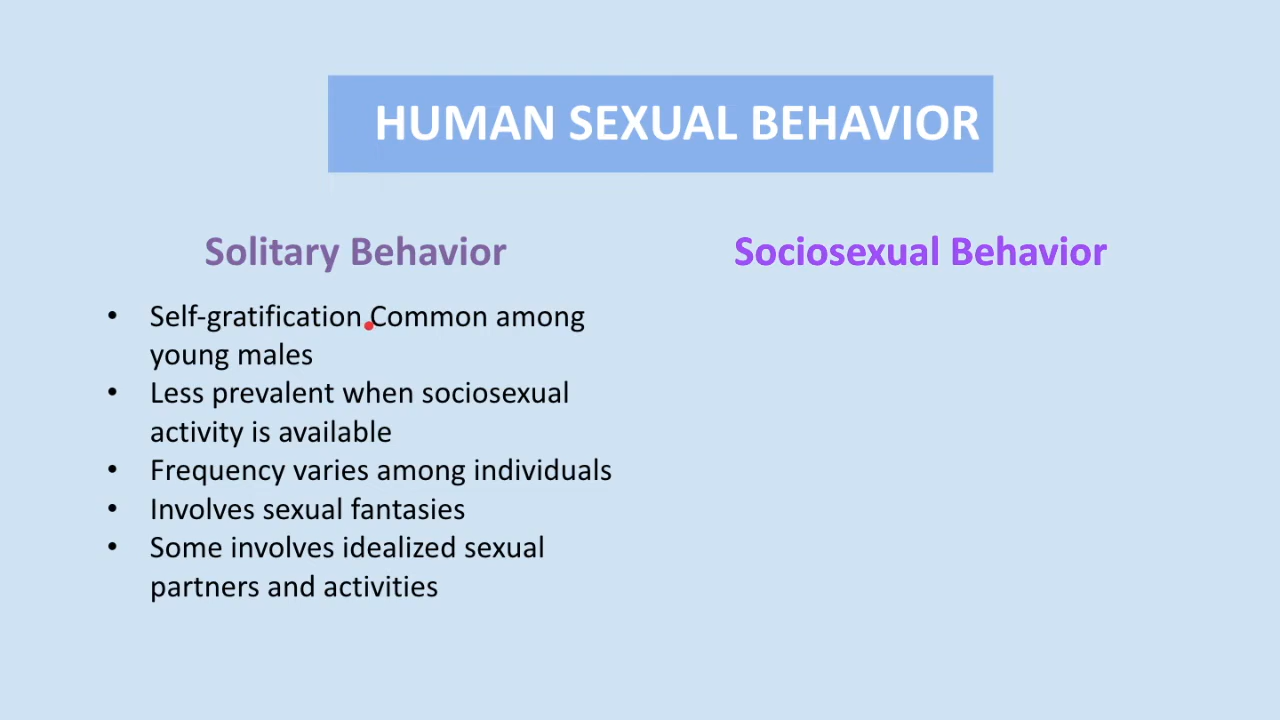 HUMAN SEXUAL BEHAVIOR
Solitary Behavior
• Self-gratification.Common among
young males
• Less prevalent when sociosexual
activity is available
• Frequency varies among individuals
• Involves sexual fantasies
• Some involves idealized sexual
partners and activities
Sociosexual Behavior